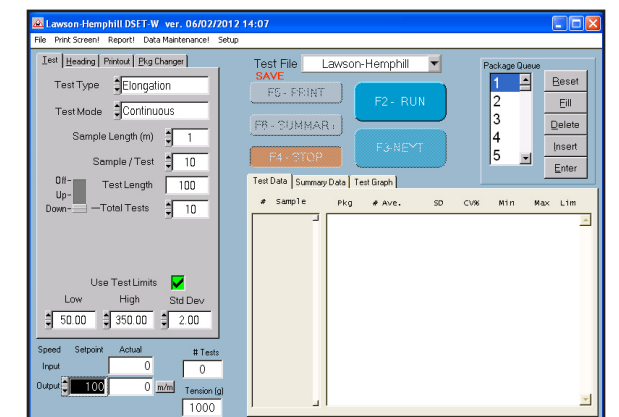 Lawson-Hemphill DSET-W ver. 06/02/2012 14:07
File Print Screen! Report! Data Maintenance! Setup
Test Heading Printout Pkg Changer
Test Type Elongation
Test Mode Continuous
Sample Length (m) 1
Sample / Test 10
Off-
Up-
Down-
Test Length 100
Total Tests 10
Use Test Limits
Low High Std Dev
50.00 350.00 2.00
Speed Setpoint Actual # Tests
Input 0 0
Output 100 0 m/m Tension (g)
1000
Test File Lawson-Hemphill
SAVE
F5 - PRINT
F2 - RUN
F6 - SUMMARY
F3-NEXT
F4 - STOP
Package Queue
1
2
3
4
5
Reset
Fill
Delete
Insert
Enter
Test Data Summary Data Test Graph
# Sample Pkg # Ave. SD CV% Min Max Lim